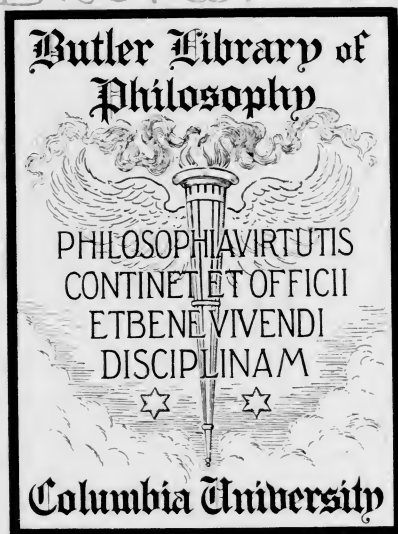 Butler Library of
Philosophy
PHILOSOPHIA VIRTUTIS
CONTINET ET OFFICII
ET BENE VIVENDI
DISCIPLINAM
Columbia University